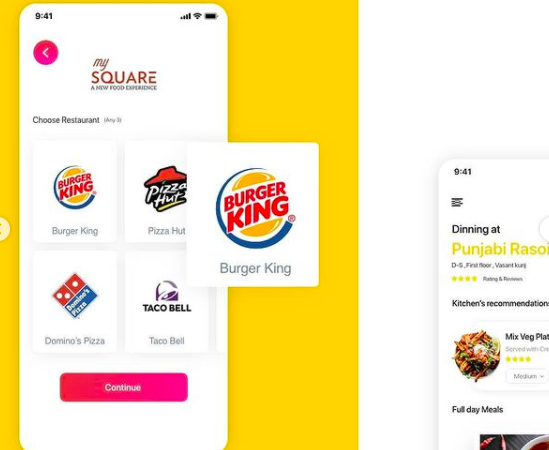 9:41
my
SQUARE
A NEW FOOD EXPERIENCE
Choose Restaurant (Any 3)
BURGER
KING
Burger King
Pizza
Hut
Pizza Hut
BURGER
KING
®
Burger King
Domino's
Pizza
Domino's Pizza
TACO BELL
Taco Bell
Continue
9:41
Dinning at
Punjabi Rasoi
D-5, First floor, Vasant kunj
Rating & Reviews
Kitchen's recommendations
Mix Veg Plat
Served with Cre
Medium
Full day Meals